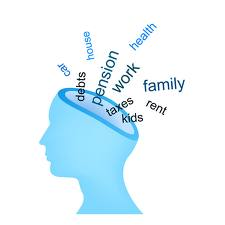 health
house
car
pension
work
debts
family
taxes
rent
kids